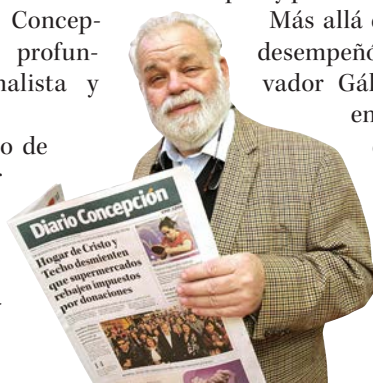 Concep-
profun-
nalista y
o de
Más allá
desempeñó
vador Gál
en
Diario Concepción
Hogar de Cristo y
Techo desmienten
que supermercados
rebajen impuestos
por donaciones